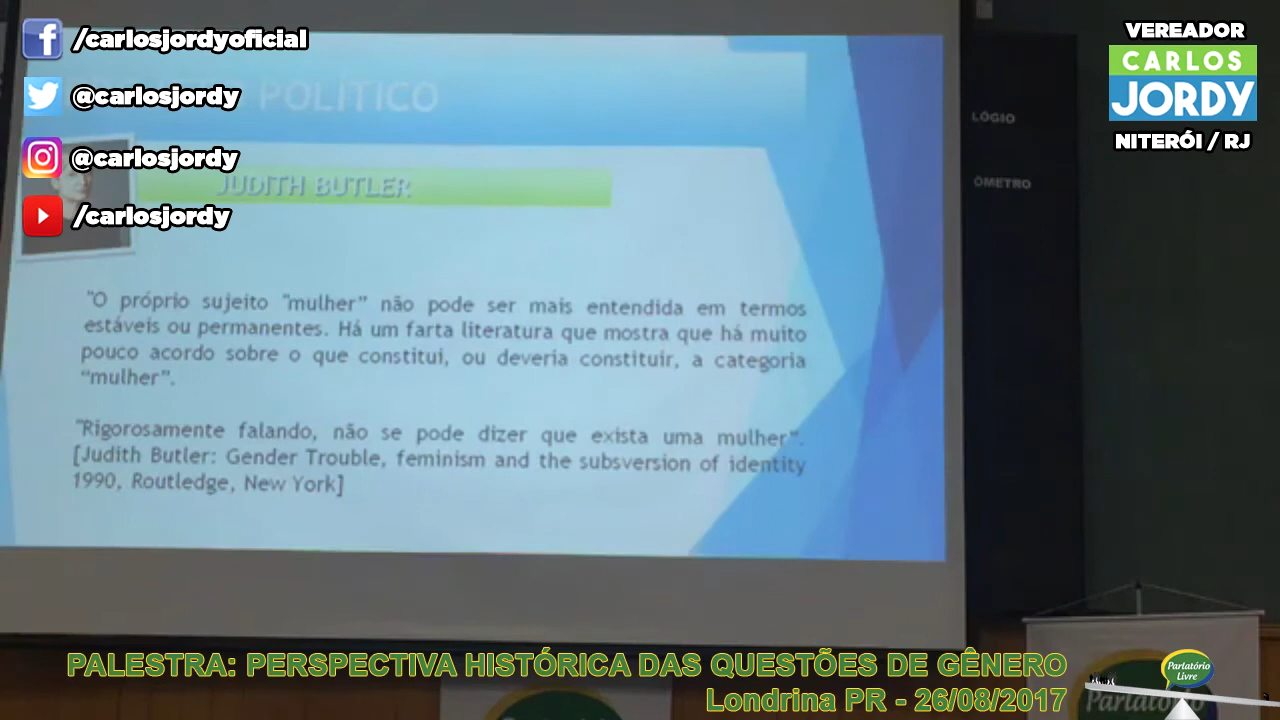 /carlosjordyoficial
@carlosjordy
@carlosjordy
/carlosjordy
VEREADOR
CARLOS
JORDY
NITERÓI / RJ
POLÍTICO
JUDITH BUTLER
LÓGIO
ÔMETRO
"O próprio sujeito "mulher" não pode ser mais entendida em termos
estáveis ou permanentes. Há um farta literatura que mostra que há muito
pouco acordo sobre o que constitui, ou deveria constituir, a categoria
"mulher".
"Rigorosamente falando, não se pode dizer que exista uma mulher".
[Judith Butler: Gender Trouble, feminism and the subsversion of identity
1990, Routledge, New York]
PALESTRA: PERSPECTIVA HISTÓRICA DAS QUESTÕES DE GÊNERO
Londrina PR - 26/08/2017
Parlatório
Livre
Parlatório